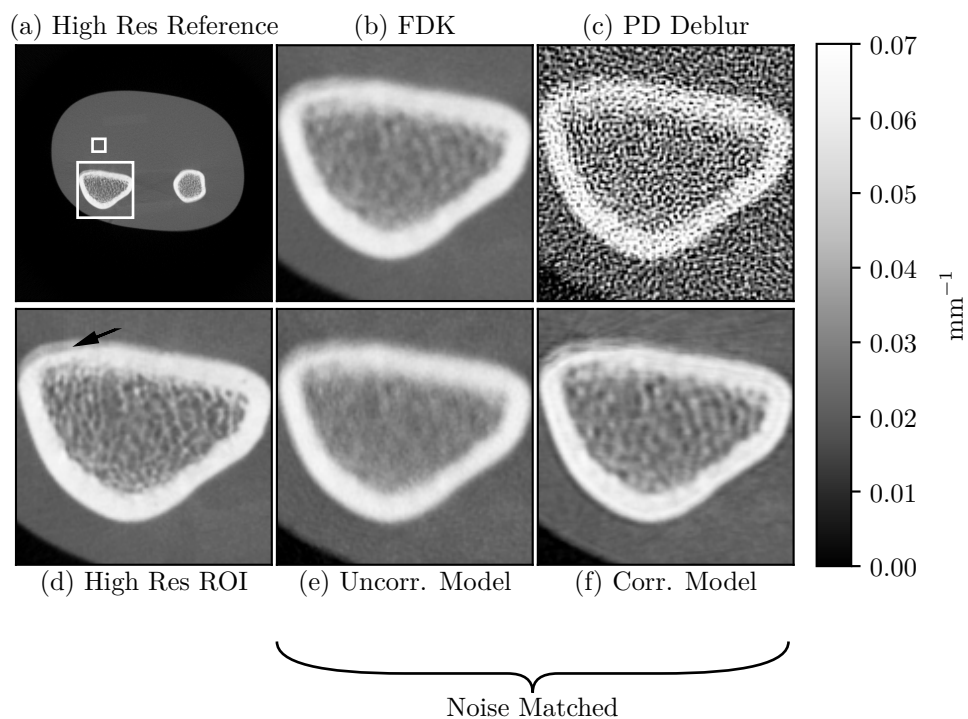 (a) High Res Reference
(b) FDK
(c) PD Deblur
0.07
0.06
0.05
0.04
0.03
0.02
0.01
0.00
mm−1
(d) High Res ROI
(e) Uncorr. Model
(f) Corr. Model
Noise Matched